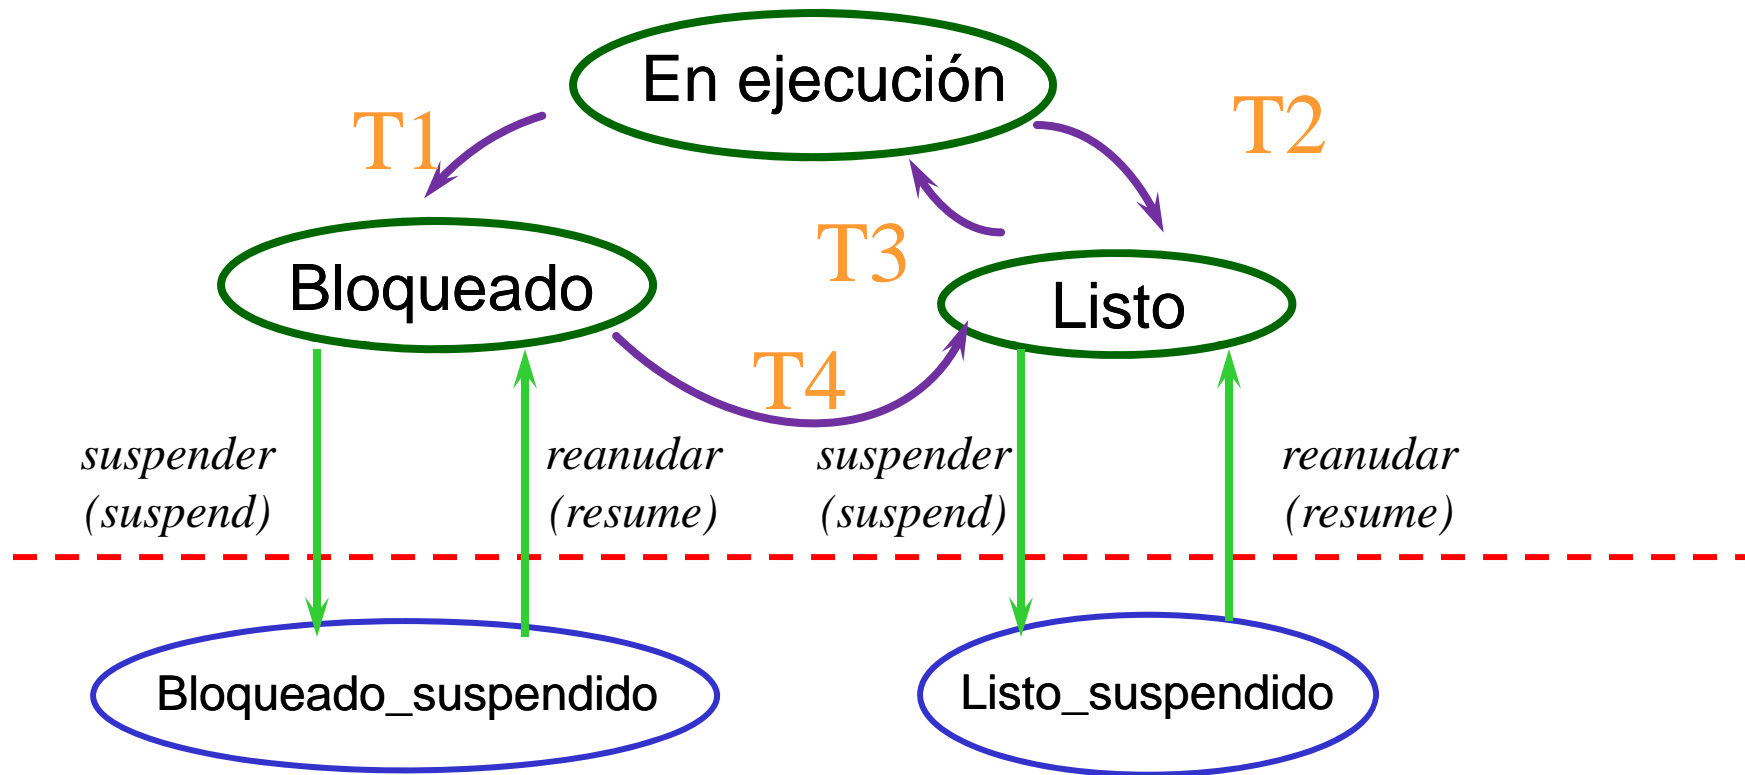 En ejecución
T1
T2
T3
Bloqueado
Listo
T4
suspender
(suspend)
reanudar
(resume)
suspender
(suspend)
reanudar
(resume)
Bloqueado_suspendido
Listo_suspendido